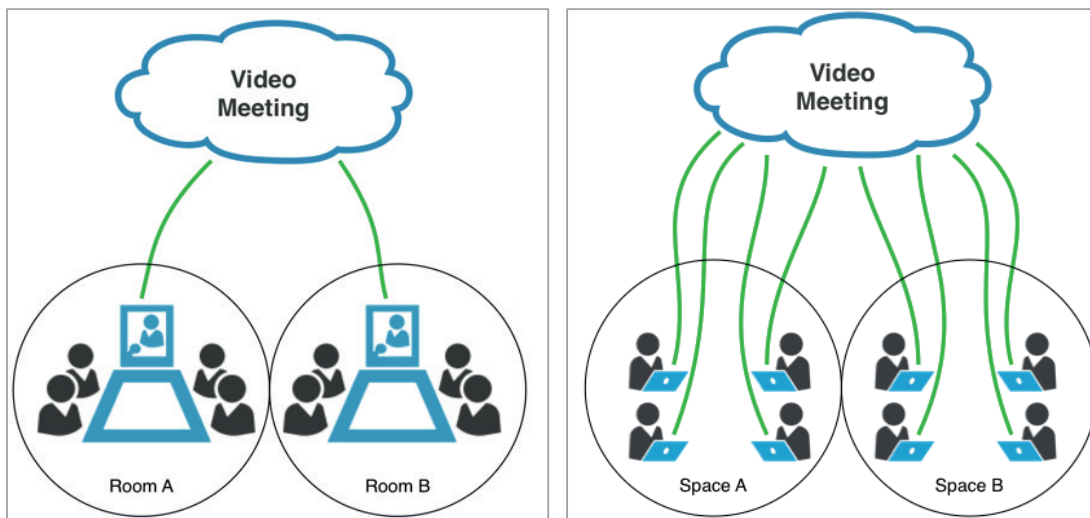 Video
Meeting
Room A
Room B
Video
Meeting
Space A
Space B